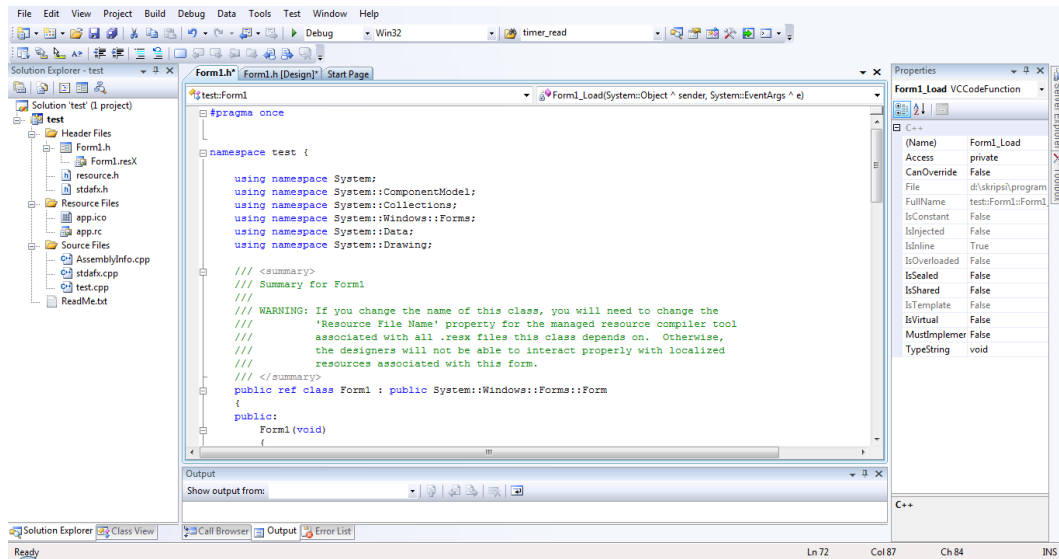 File Edit View Project Build Debug Data Tools Test Window Help
Debug Win32 timer_read
Solution Explorer - test
Solution 'test' (1 project)
test
Header Files
Form1.h
Form1.resX
resource.h
stdafx.h
Resource Files
app.ico
app.rc
Source Files
AssemblyInfo.cpp
stdafx.cpp
test.cpp
ReadMe.txt
Solution Explorer Class View
Form1.h* Form1.h [Design]* Start Page
test::Form1 Form1_Load(System::Object ^ sender, System::EventArgs ^ e)
#pragma once
namespace test {
using namespace System;
using namespace System::ComponentModel;
using namespace System::Collections;
using namespace System::Windows::Forms;
using namespace System::Data;
using namespace System::Drawing;
/// <summary>
/// Summary for Form1
///
/// WARNING: If you change the name of this class, you will need to change the
/// 'Resource File Name' property for the managed resource compiler tool
/// associated with all .resx files this class depends on. Otherwise,
/// the designers will not be able to interact properly with localized
/// resources associated with this form.
/// </summary>
public ref class Form1 : public System::Windows::Forms::Form
{
public:
Form1(void)
{
Output
Show output from:
Call Browser Output Error List
Properties
Form1_Load VCCodeFunction
C++
(Name) Form1_Load
Access private
CanOverride False
File d:\skripsi\program
FullName test::Form1::Form1_
IsConstant False
IsInjected False
IsInline True
IsOverloaded False
IsSealed False
IsShared False
IsTemplate False
IsVirtual False
MustImplemer False
TypeString void
C++
Server Explorer
Toolbox
Ready Ln 72 Col 87 Ch 84 INS